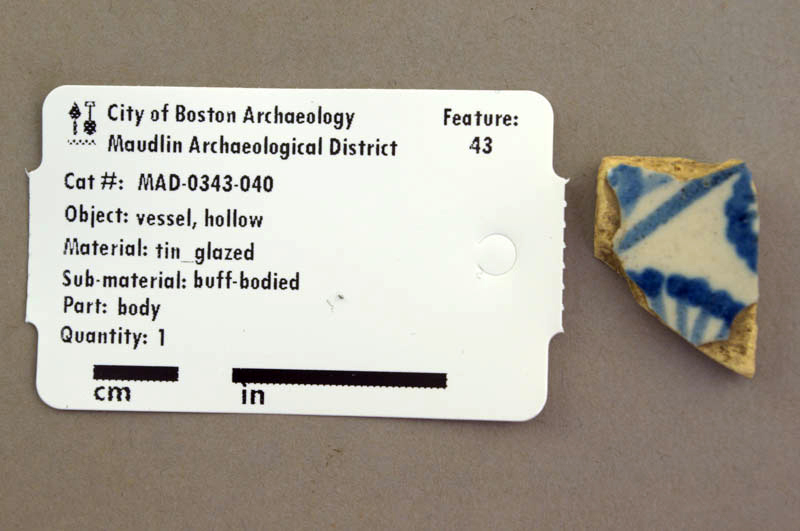 City of Boston Archaeology
Maudlin Archaeological District
Feature:
43
Cat #: MAD-0343-040
Object: vessel, hollow
Material: tin_glazed
Sub-material: buff-bodied
Part: body
Quantity: 1
cm
in